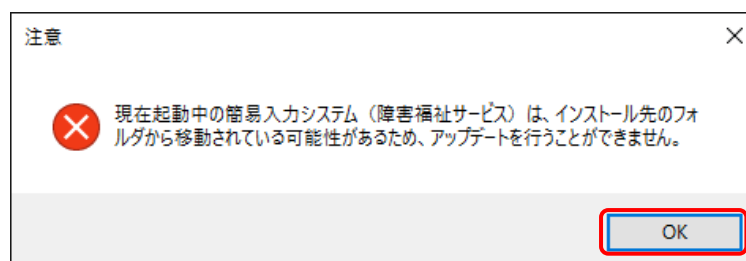 注意
現在起動中の簡易入力システム（障害福祉サービス）は、インストール先のフォ
ルダから移動されている可能性があるため、アップデートを行うことができません。
OK